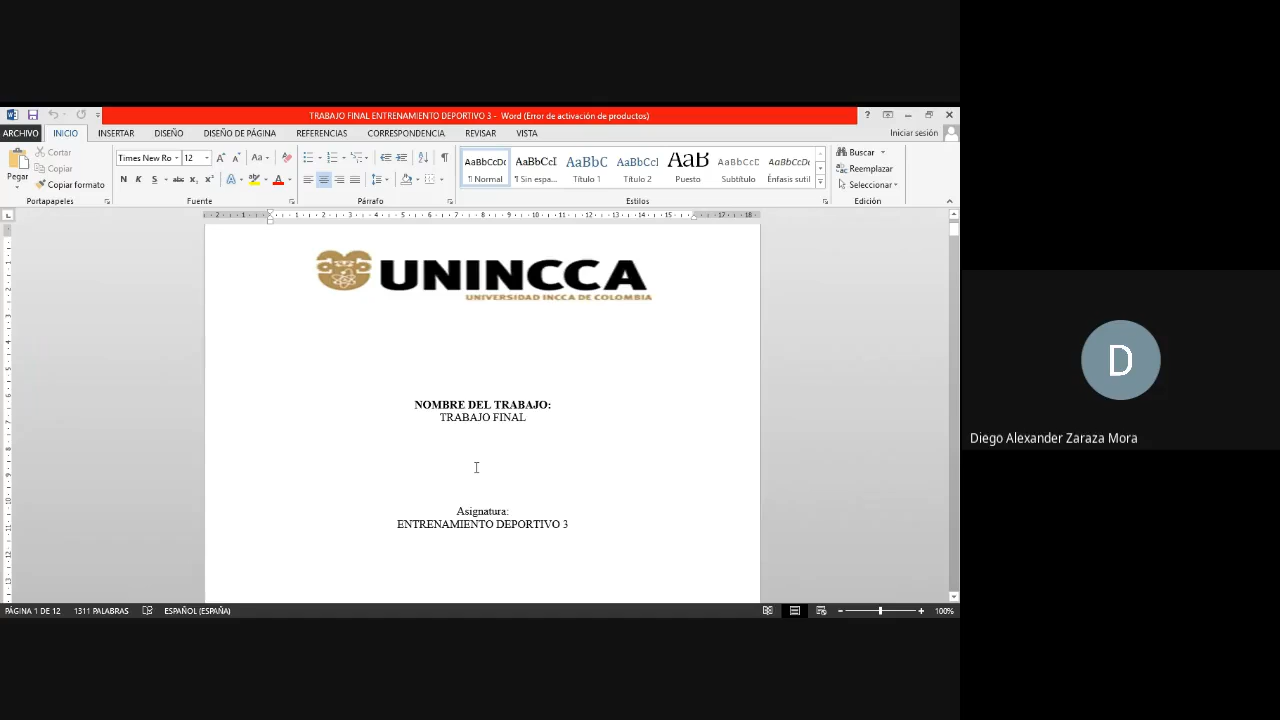 TRABAJO FINAL ENTRENAMIENTO DEPORTIVO 3 - Word (Error de activación de productos)
ARCHIVO INICIO INSERTAR DISEÑO DISEÑO DE PÁGINA REFERENCIAS CORRESPONDENCIA REVISAR VISTA Iniciar sesión
Pegar
Cortar
Copiar
Copiar formato
Portapapeles
Times New Ro 12
N K S abc x₂ x²
Fuente
Párrafo
AaBbCcDc AaBbCcI AaBbC AaBbCcI AaB AaBbCcD AaBbCcDc
¶ Normal ¶ Sin espa... Título 1 Título 2 Puesto Subtítulo Énfasis sutil
Estilos
Buscar
Reemplazar
Seleccionar
Edición
UNINCCA
UNIVERSIDAD INCCA DE COLOMBIA
NOMBRE DEL TRABAJO:
TRABAJO FINAL
Asignatura:
ENTRENAMIENTO DEPORTIVO 3
PÁGINA 1 DE 12 1311 PALABRAS ESPAÑOL (ESPAÑA) 100%
D
Diego Alexander Zaraza Mora